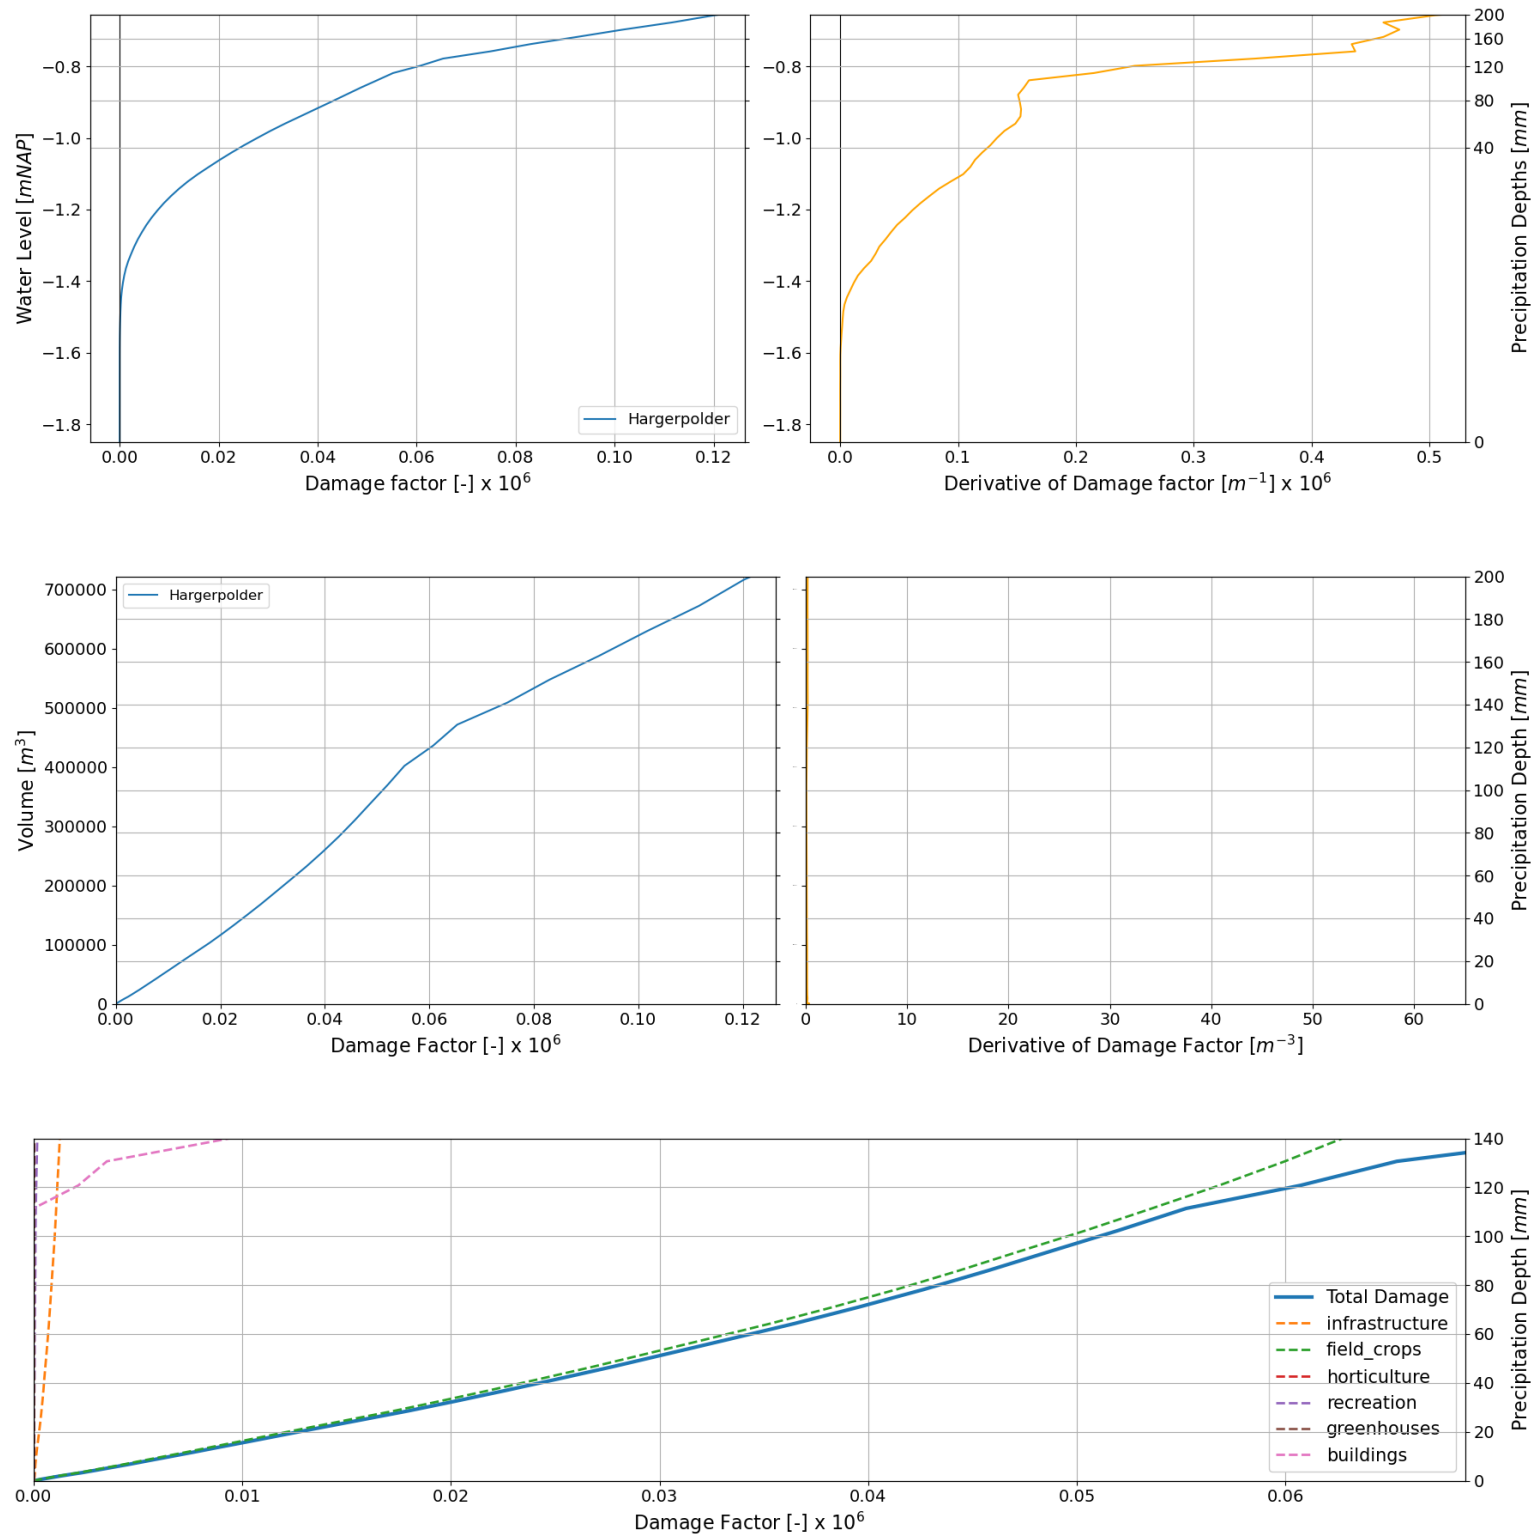 Water Level [mNAP]
−0.8
−1.0
−1.2
−1.4
−1.6
−1.8
0.00 0.02 0.04 0.06 0.08 0.10 0.12
Damage factor [-] x 10⁶
Hargerpolder
−0.8
−1.0
−1.2
−1.4
−1.6
−1.8
0.0 0.1 0.2 0.3 0.4 0.5
Derivative of Damage factor [m⁻¹] x 10⁶
200
160
120
80
40
0
Precipitation Depths [mm]
Volume [m³]
700000
600000
500000
400000
300000
200000
100000
0
0.00 0.02 0.04 0.06 0.08 0.10 0.12
Damage Factor [-] x 10⁶
Hargerpolder
0 10 20 30 40 50 60
Derivative of Damage Factor [m⁻³]
200
180
160
140
120
100
80
60
40
20
0
Precipitation Depth [mm]
0.00 0.01 0.02 0.03 0.04 0.05 0.06
Damage Factor [-] x 10⁶
Total Damage
infrastructure
field_crops
horticulture
recreation
greenhouses
buildings
140
120
100
80
60
40
20
0
Precipitation Depth [mm]